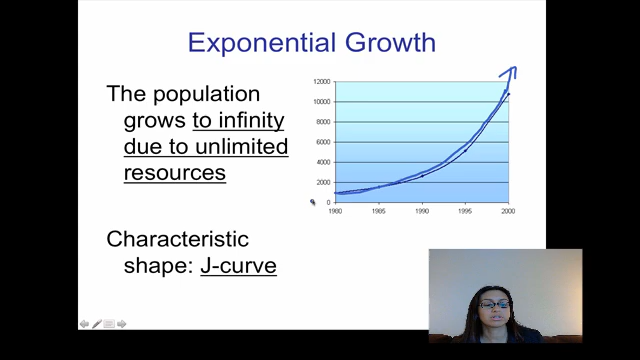 Exponential Growth
The population
grows to infinity
due to unlimited
resources
Characteristic
shape: J-curve
12000
10000
8000
6000
4000
2000
0
1980 1985 1990 1995 2000